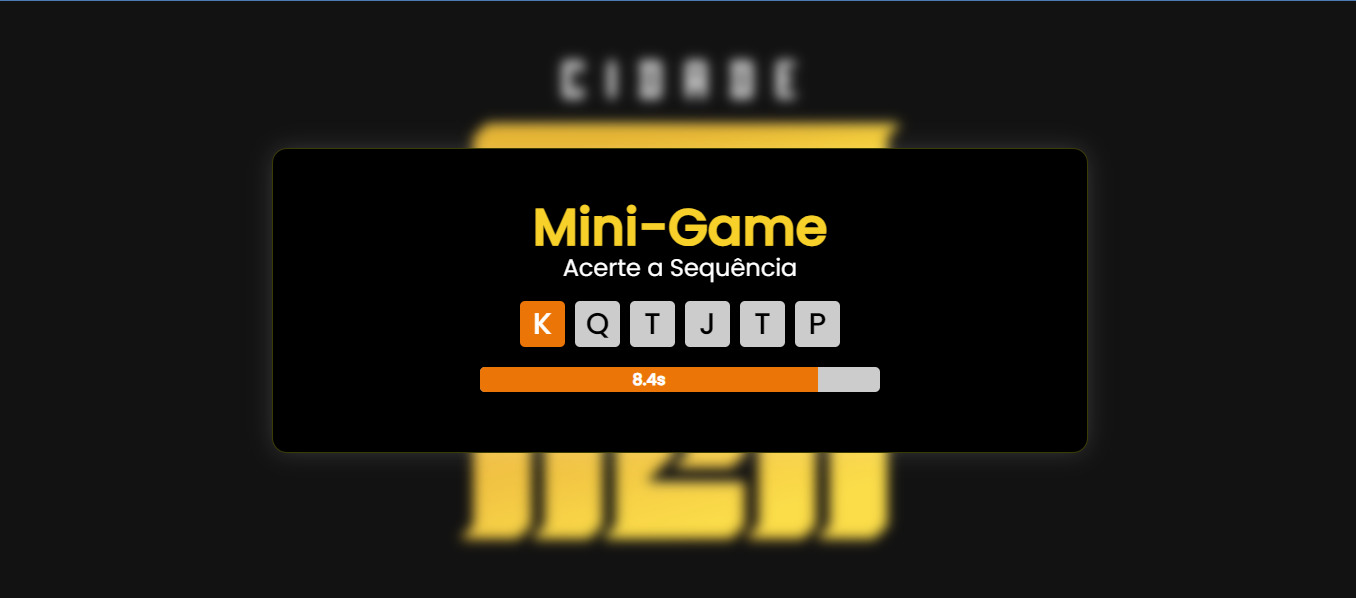 CIDADE
Mini-Game
Acerte a Sequência
K Q T J T P
8.4s